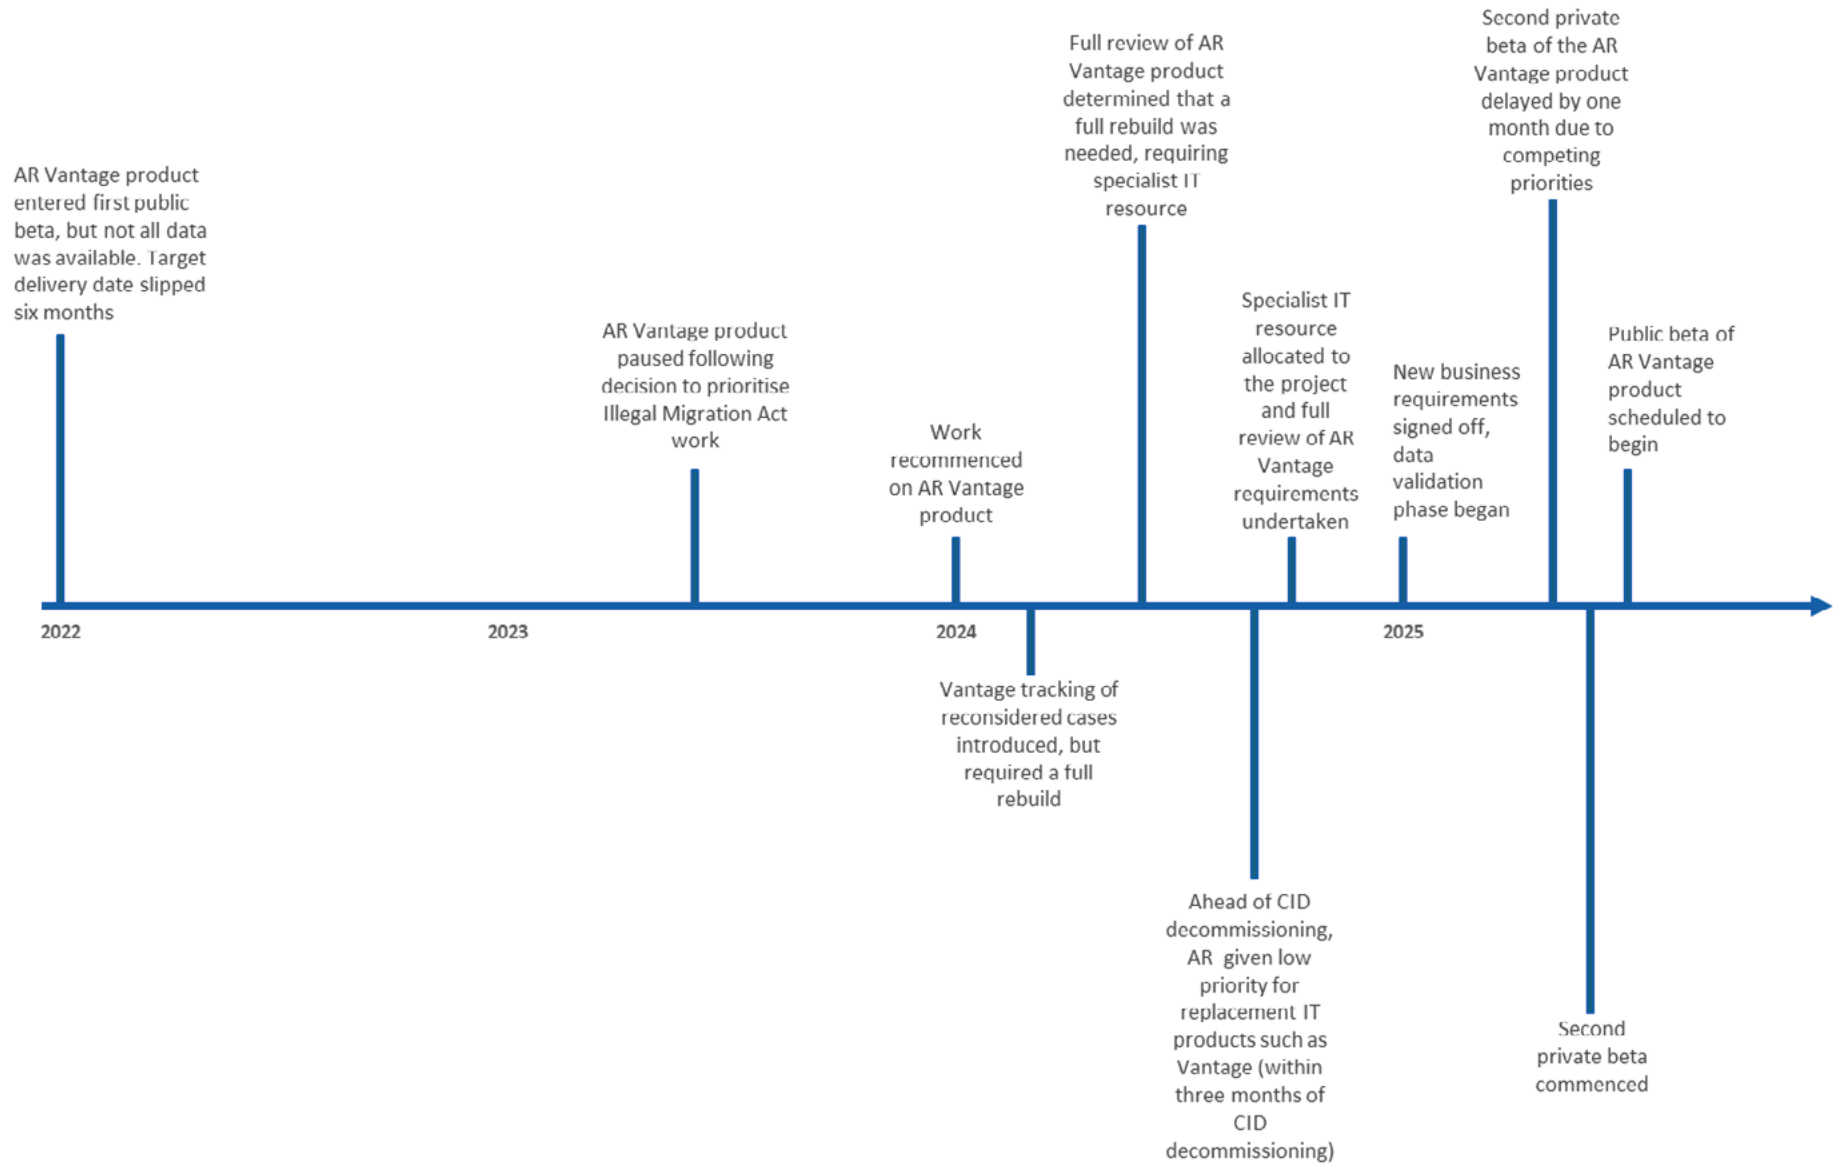 AR Vantage product
entered first public
beta, but not all data
was available. Target
delivery date slipped
six months
AR Vantage product
paused following
decision to prioritise
Illegal Migration Act
work
Work
recommenced
on AR Vantage
product
Full review of AR
Vantage product
determined that a
full rebuild was
needed, requiring
specialist IT
resource
Specialist IT
resource
allocated to
the project
and full
review of AR
Vantage
requirements
undertaken
New business
requirements
signed off,
data
validation
phase began
Second private
beta of the AR
Vantage product
delayed by one
month due to
competing
priorities
Public beta of
AR Vantage
product
scheduled to
begin
2022
2023
2024
2025
Vantage tracking of
reconsidered cases
introduced, but
required a full
rebuild
Ahead of CID
decommissioning,
AR given low
priority for
replacement IT
products such as
Vantage (within
three months of
CID
decommissioning)
Second
private beta
commenced